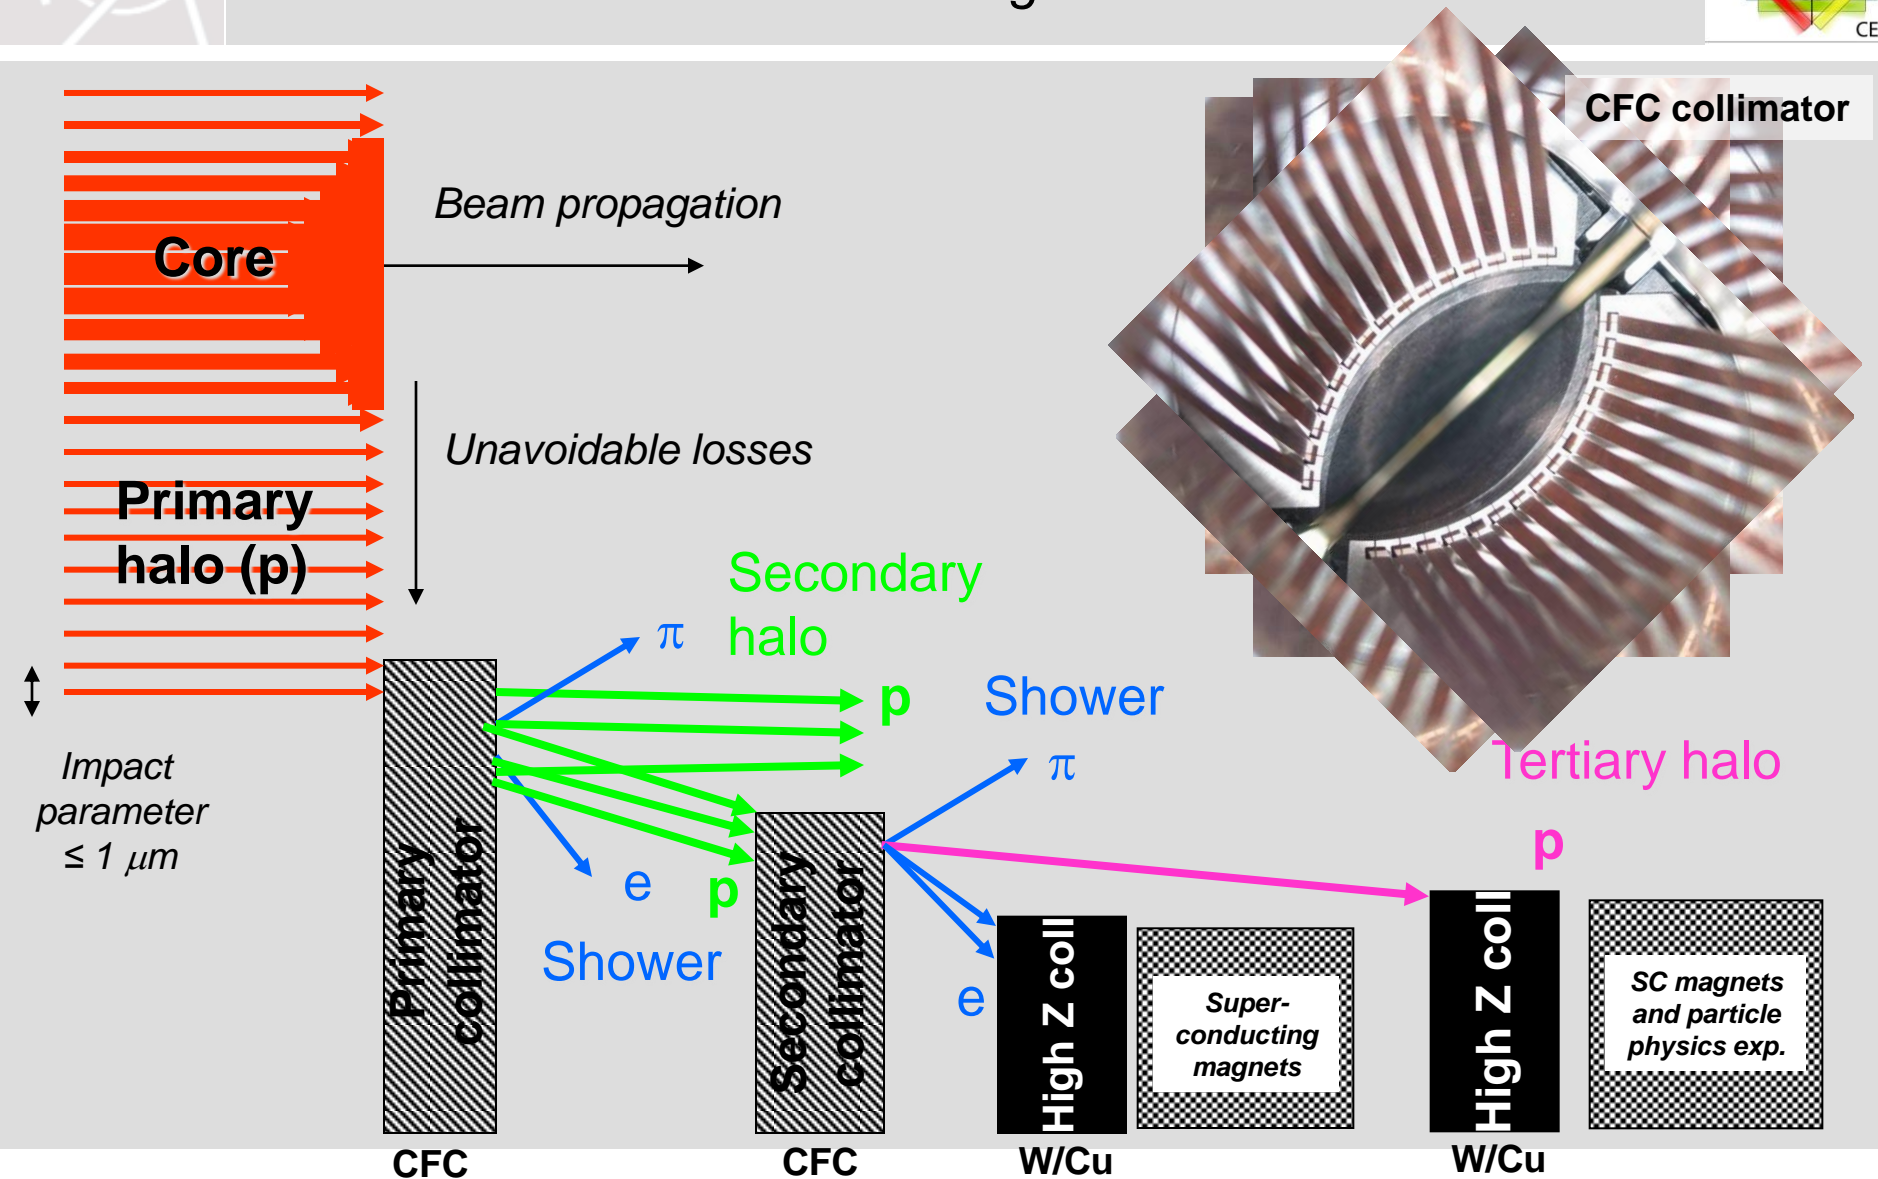 CFC collimator
Beam propagation
Core
Unavoidable losses
Primary
halo (p)
Secondary
halo
π
p
Shower
π
Tertiary halo
p
Impact
parameter
≤ 1 μm
e
p
Shower
e
Primary
collimator
Secondary
collimator
High Z coll
Super-
conducting
magnets
High Z coll
SC magnets
and particle
physics exp.
CFC
CFC
W/Cu
W/Cu